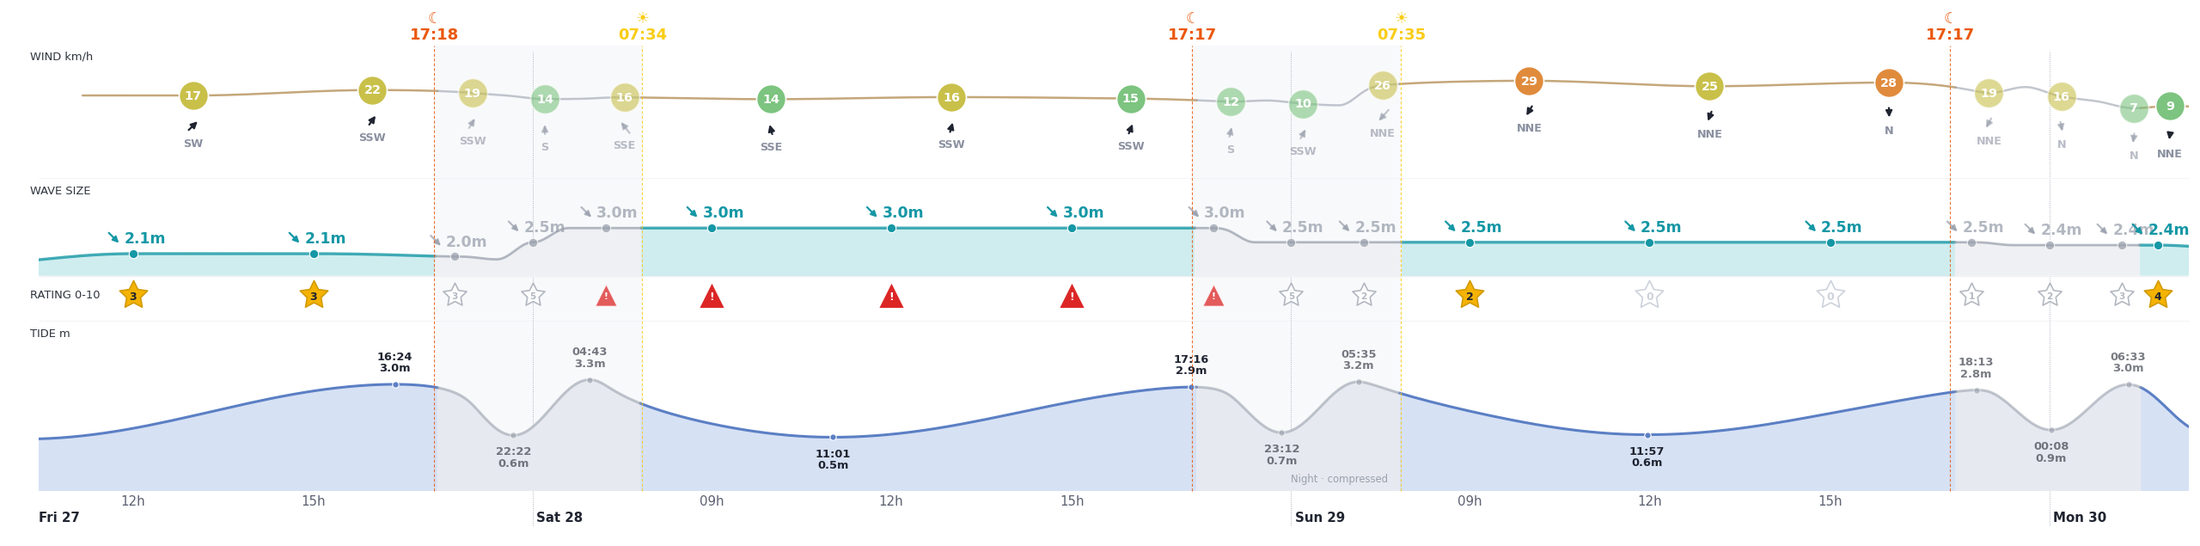 17:18
07:34
17:17
07:35
17:17
WIND km/h
17 22 19 14 16 14 16 15 12 10 26 29 25 28 19 16 7 9
SW SSW SSW S SSE SSE SSW SSW S SSW NNE NNE NNE N NNE N N NNE
WAVE SIZE
2.1m 2.1m 2.0m 2.5m 3.0m 3.0m 3.0m 3.0m 3.0m 2.5m 2.5m 2.5m 2.5m 2.5m 2.5m 2.4m 2.4m 2.4m
RATING 0-10
3 3 3 5 ! ! ! ! ! 5 2 2 0 0 1 2 3 4
TIDE m
16:24
3.0m
22:22
0.6m
04:43
3.3m
11:01
0.5m
17:16
2.9m
23:12
0.7m
05:35
3.2m
11:57
0.6m
18:13
2.8m
00:08
0.9m
06:33
3.0m
Night · compressed
12h 15h 09h 12h 15h 09h 12h 15h
Fri 27 Sat 28 Sun 29 Mon 30